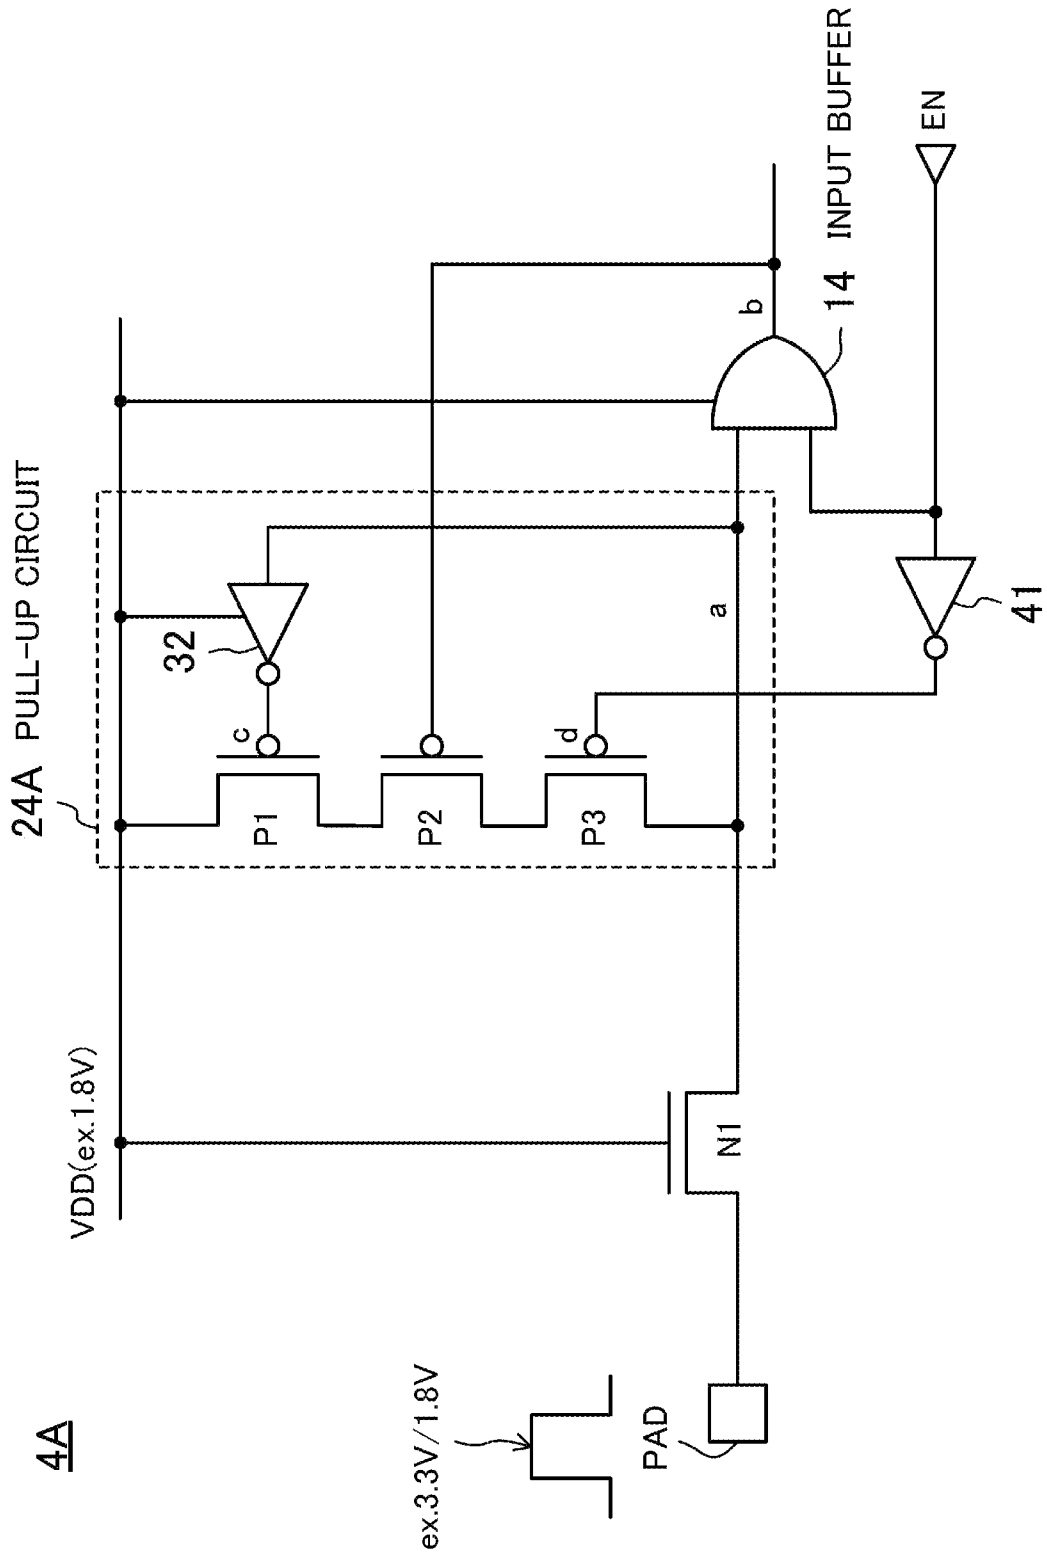 4A
24A PULL-UP CIRCUIT
VDD(ex.1.8V)
32
c
P1
P2
d
P3
a
b
14 INPUT BUFFER
EN
41
N1
ex.3.3V/1.8V
PAD